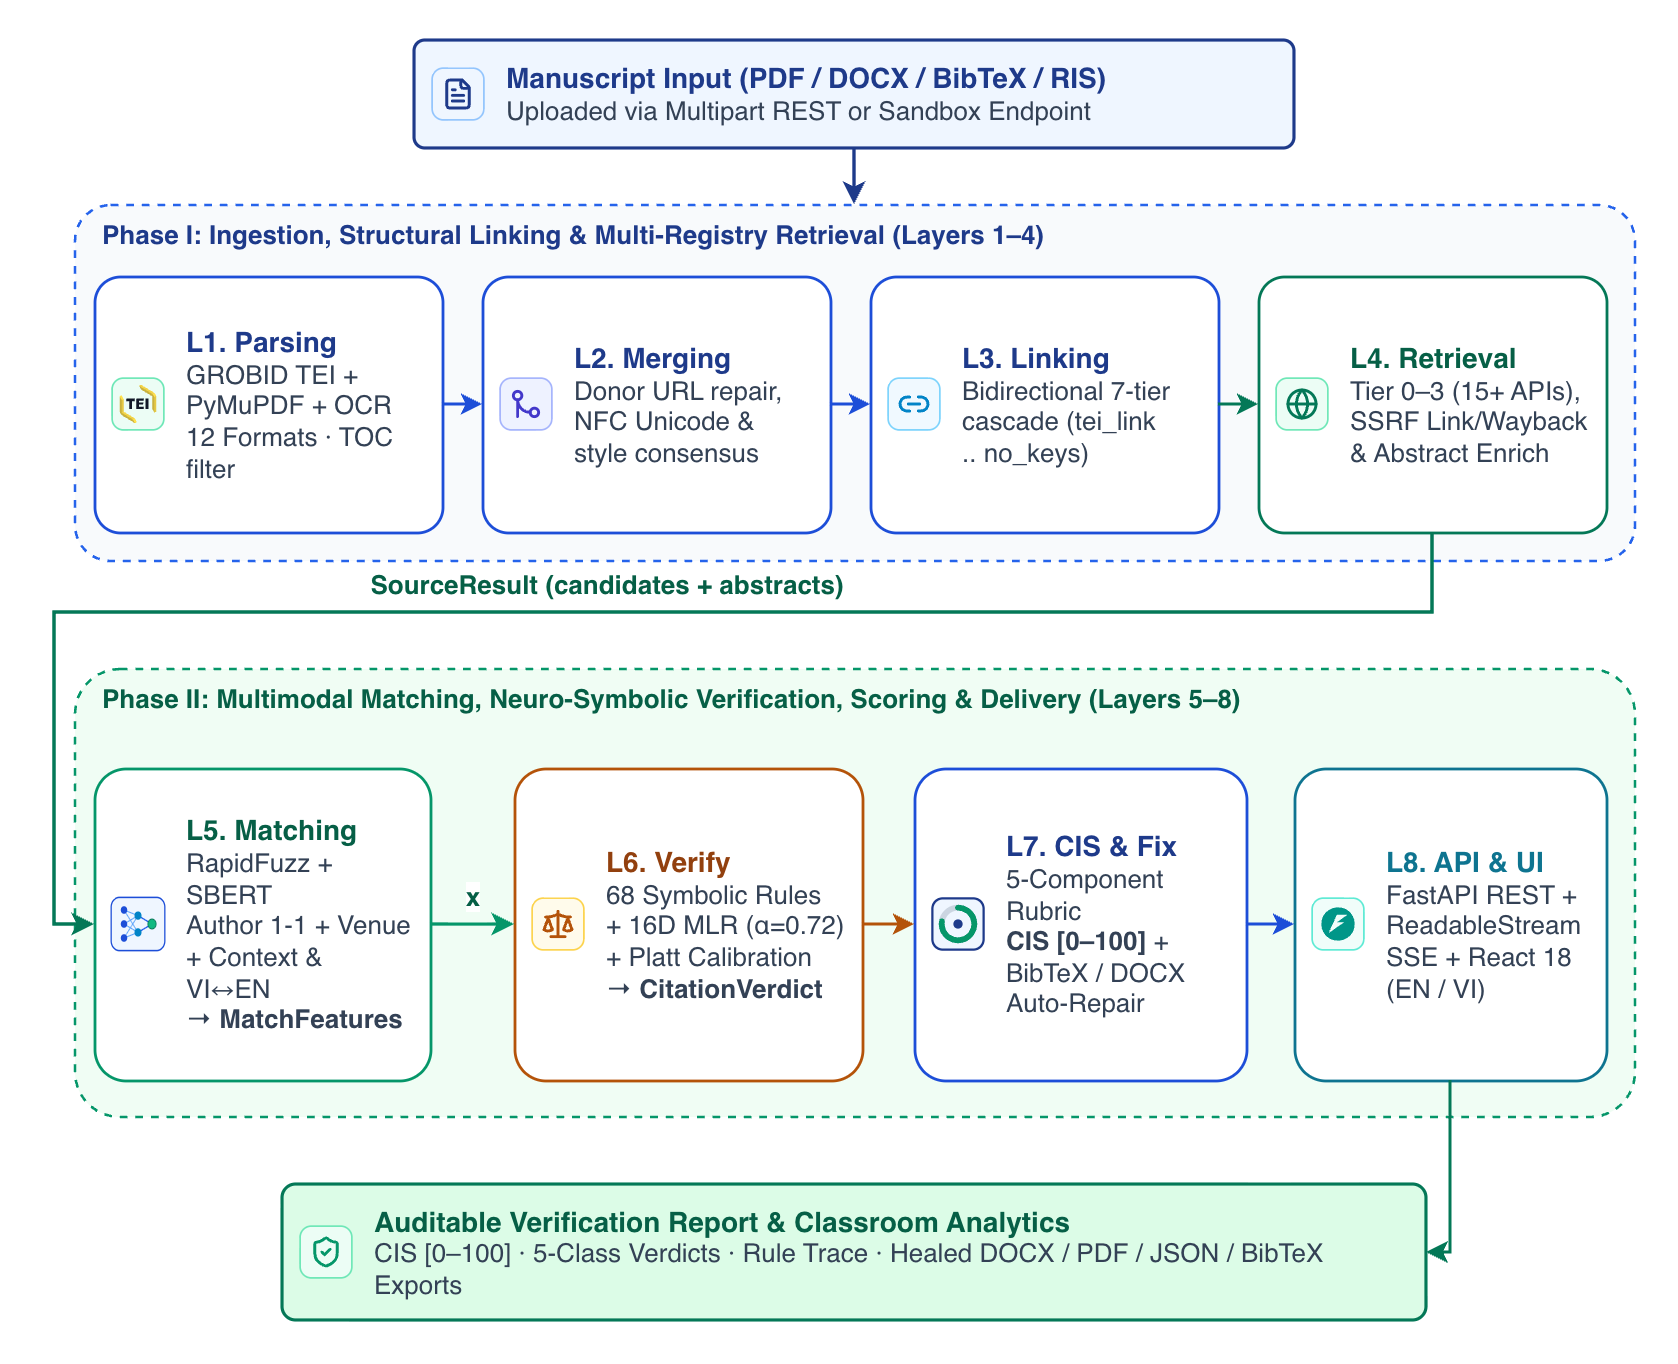 Manuscript Input (PDF / DOCX / BibTeX / RIS)
Uploaded via Multipart REST or Sandbox Endpoint
Phase I: Ingestion, Structural Linking & Multi-Registry Retrieval (Layers 1–4)
TEI
L1. Parsing
GROBID TEI +
PyMuPDF + OCR
12 Formats · TOC
filter
L2. Merging
Donor URL repair,
NFC Unicode &
style consensus
L3. Linking
Bidirectional 7-tier
cascade (tei_link
.. no_keys)
L4. Retrieval
Tier 0–3 (15+ APIs),
SSRF Link/Wayback
& Abstract Enrich
SourceResult (candidates + abstracts)
Phase II: Multimodal Matching, Neuro-Symbolic Verification, Scoring & Delivery (Layers 5–8)
L5. Matching
RapidFuzz +
SBERT
Author 1-1 + Venue
+ Context &
VI↔EN
→ MatchFeatures
x
L6. Verify
68 Symbolic Rules
+ 16D MLR (α=0.72)
+ Platt Calibration
→ CitationVerdict
L7. CIS & Fix
5-Component
Rubric
CIS [0–100] +
BibTeX / DOCX
Auto-Repair
L8. API & UI
FastAPI REST +
ReadableStream
SSE + React 18
(EN / VI)
Auditable Verification Report & Classroom Analytics
CIS [0–100] · 5-Class Verdicts · Rule Trace · Healed DOCX / PDF / JSON / BibTeX
Exports